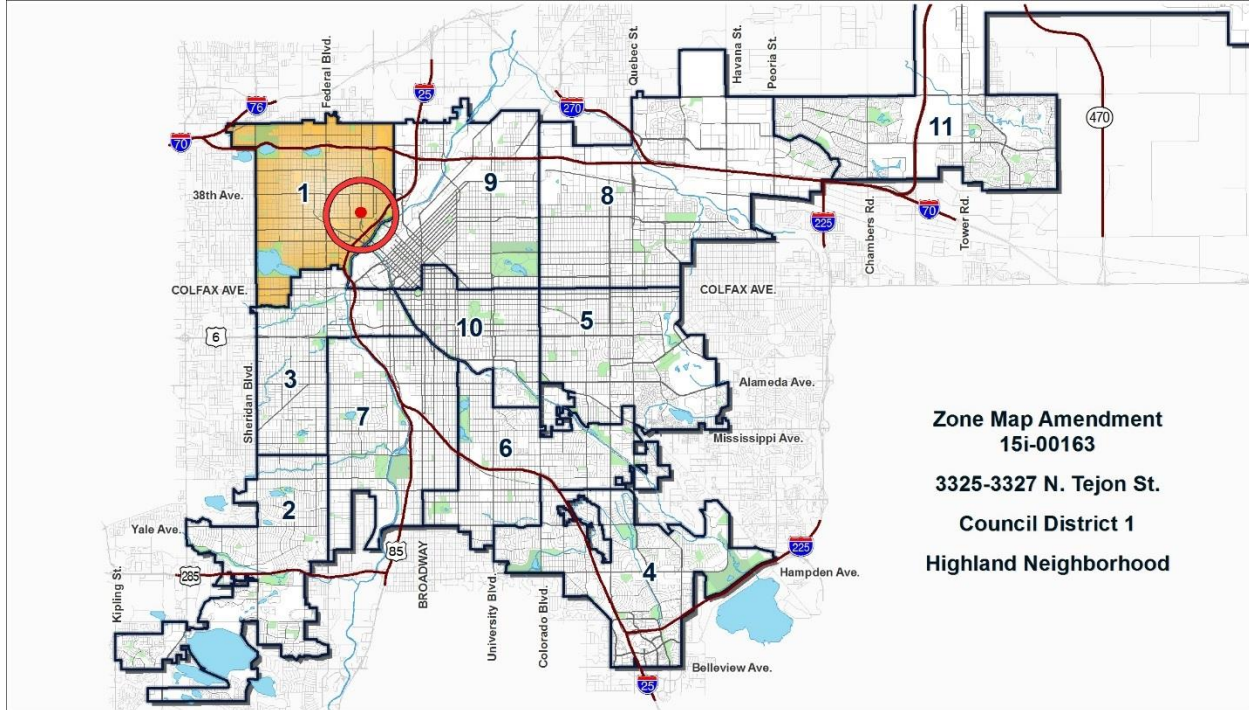 Federal Blvd.
Quebec St.
Havana St.
Peoria St.
76
25
270
70
470
11
1
9
8
38th Ave.
225
Chambers Rd.
70
Tower Rd.
COLFAX AVE.
COLFAX AVE.
6
10
5
Sheridan Blvd.
3
7
Alameda Ave.
Mississippi Ave.
6
Zone Map Amendment
15i-00163
3325-3327 N. Tejon St.
Council District 1
Highland Neighborhood
2
Yale Ave.
85
BROADWAY
225
285
4
Hampden Ave.
Kipling St.
University Blvd.
Colorado Blvd.
Belleview Ave.
25